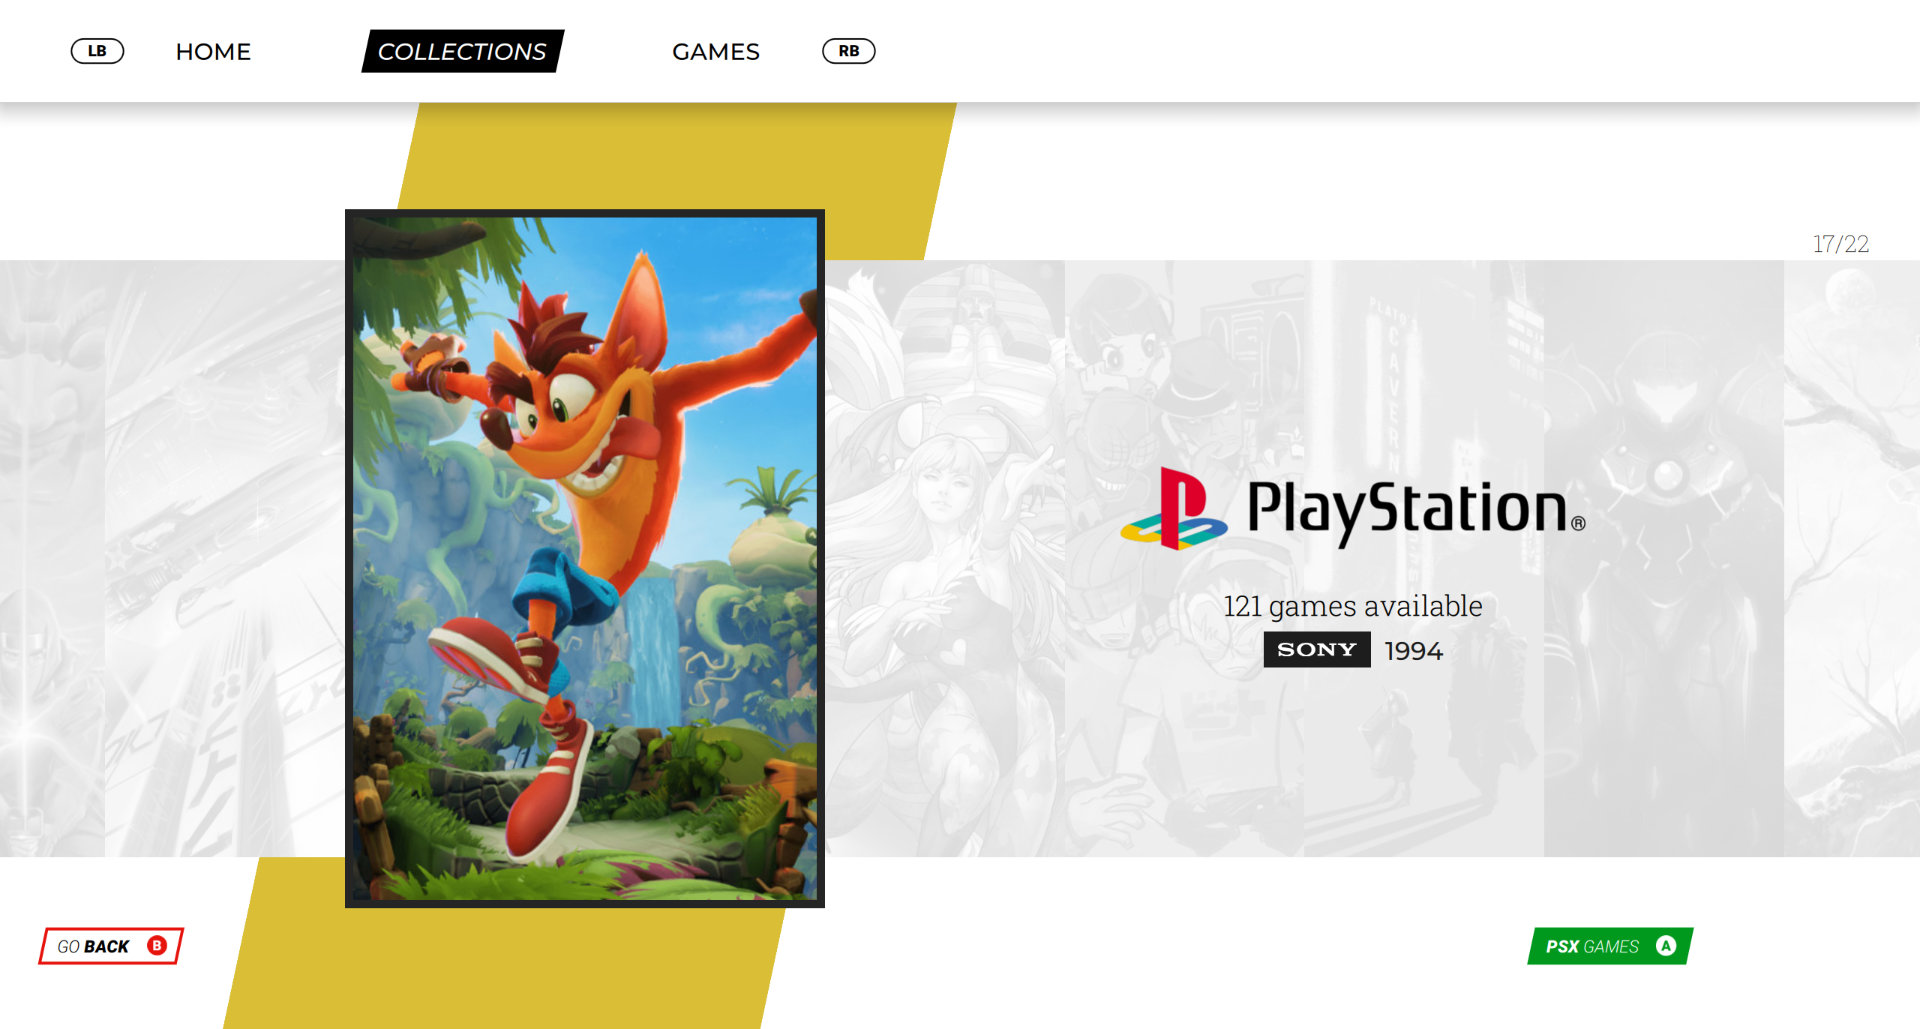 LB HOME COLLECTIONS GAMES RB
17/22
PlayStation®
121 games available
SONY 1994
GO BACK B
PSX GAMES A